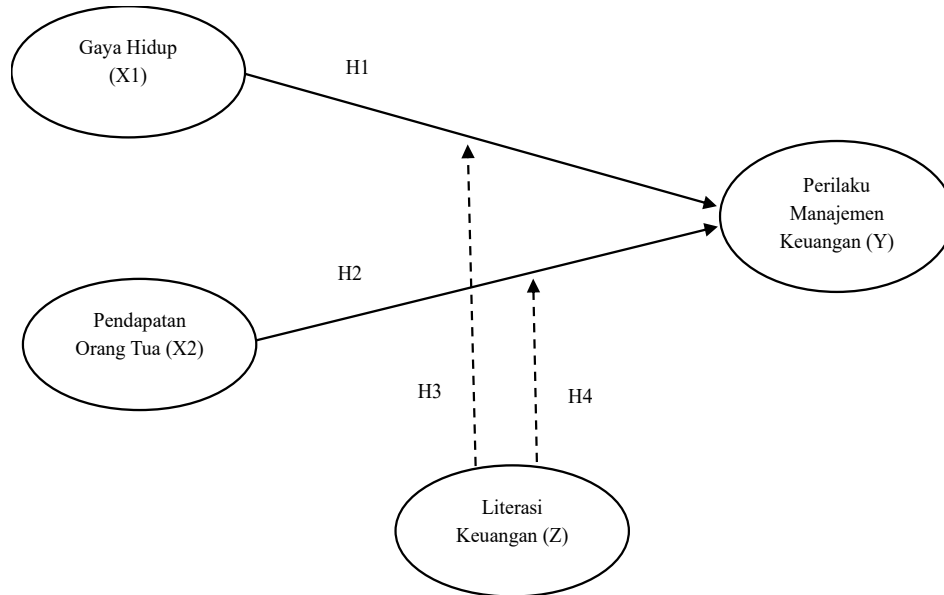 Gaya Hidup
(X1)
H1
Perilaku
Manajemen
Keuangan (Y)
H2
Pendapatan
Orang Tua (X2)
H3
H4
Literasi
Keuangan (Z)